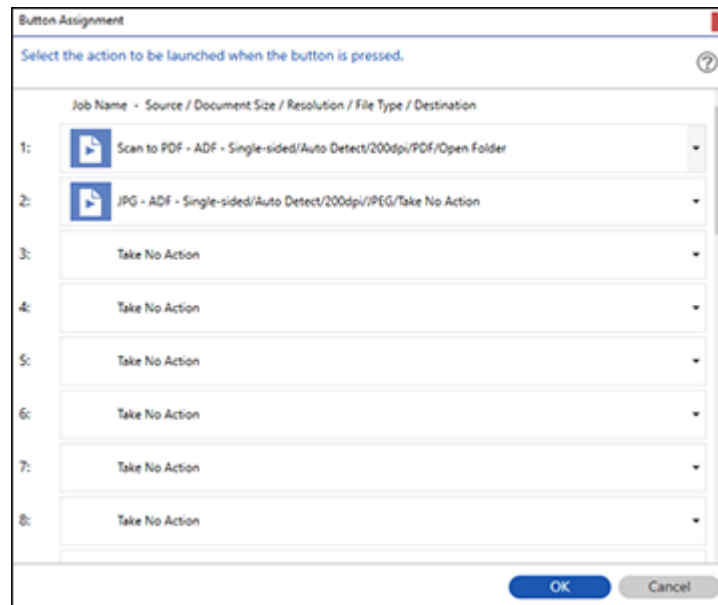 Button Assignment
Select the action to be launched when the button is pressed.
?
Job Name - Source / Document Size / Resolution / File Type / Destination
1: Scan to PDF - ADF - Single-sided/Auto Detect/200dpi/PDF/Open Folder
2: JPG - ADF - Single-sided/Auto Detect/200dpi/JPEG/Take No Action
3: Take No Action
4: Take No Action
5: Take No Action
6: Take No Action
7: Take No Action
8: Take No Action
OK Cancel